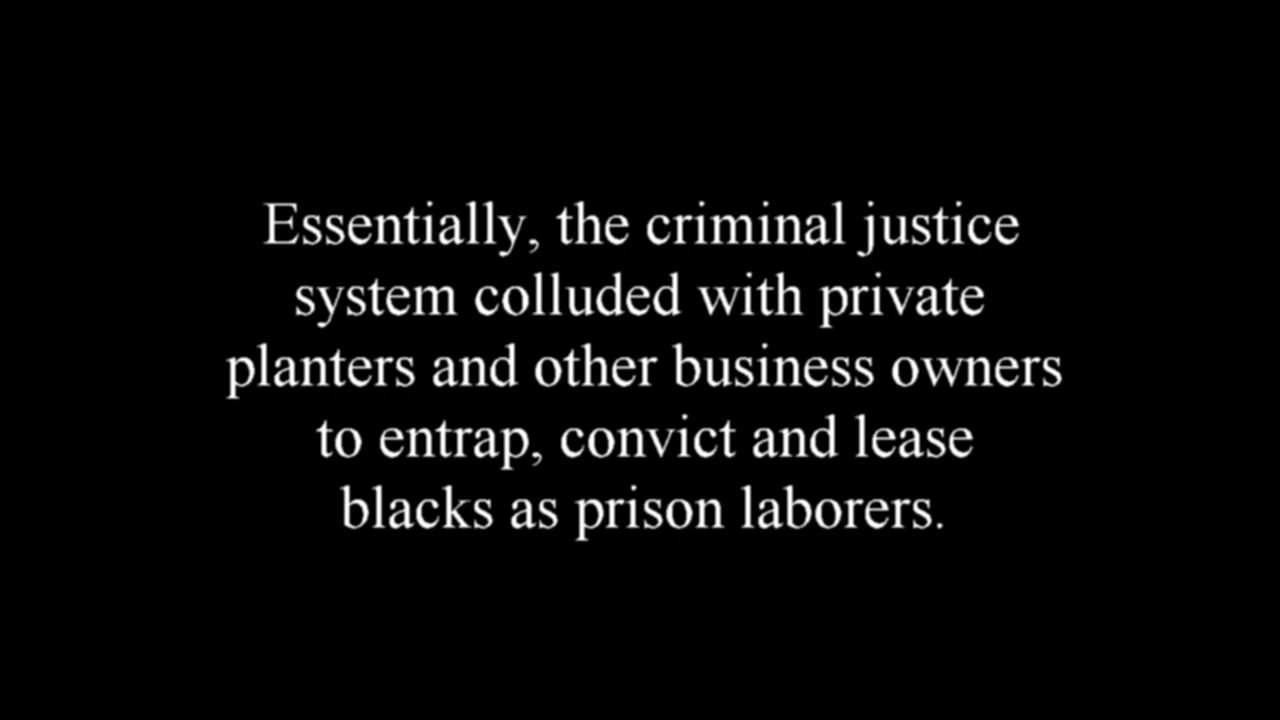 Essentially, the criminal justice
system colluded with private
planters and other business owners
to entrap, convict and lease
blacks as prison laborers.